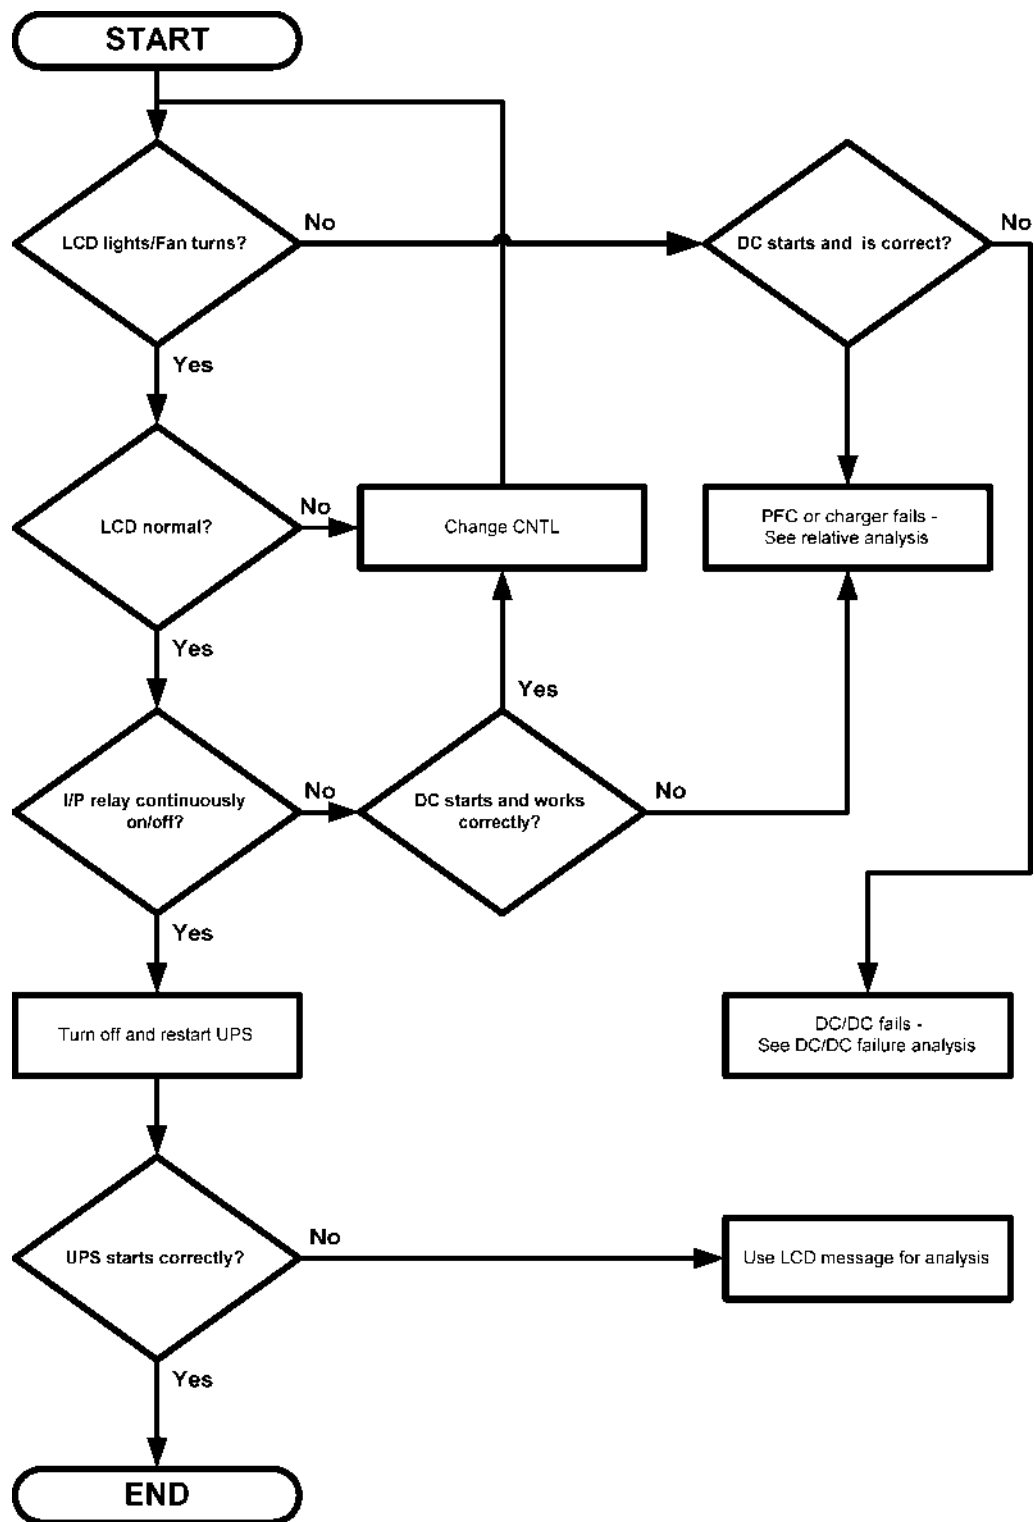 START
No
No
LCD lights/Fan turns?
DC starts and is correct?
Yes
No
LCD normal?
Change CNTL
PFC or charger fails -
See relative analysis
Yes
Yes
I/P relay continuously
on/off?
No
DC starts and works
correctly?
No
Yes
Turn off and restart UPS
DC/DC fails -
See DC/DC failure analysis
No
UPS starts correctly?
Use LCD message for analysis
Yes
END